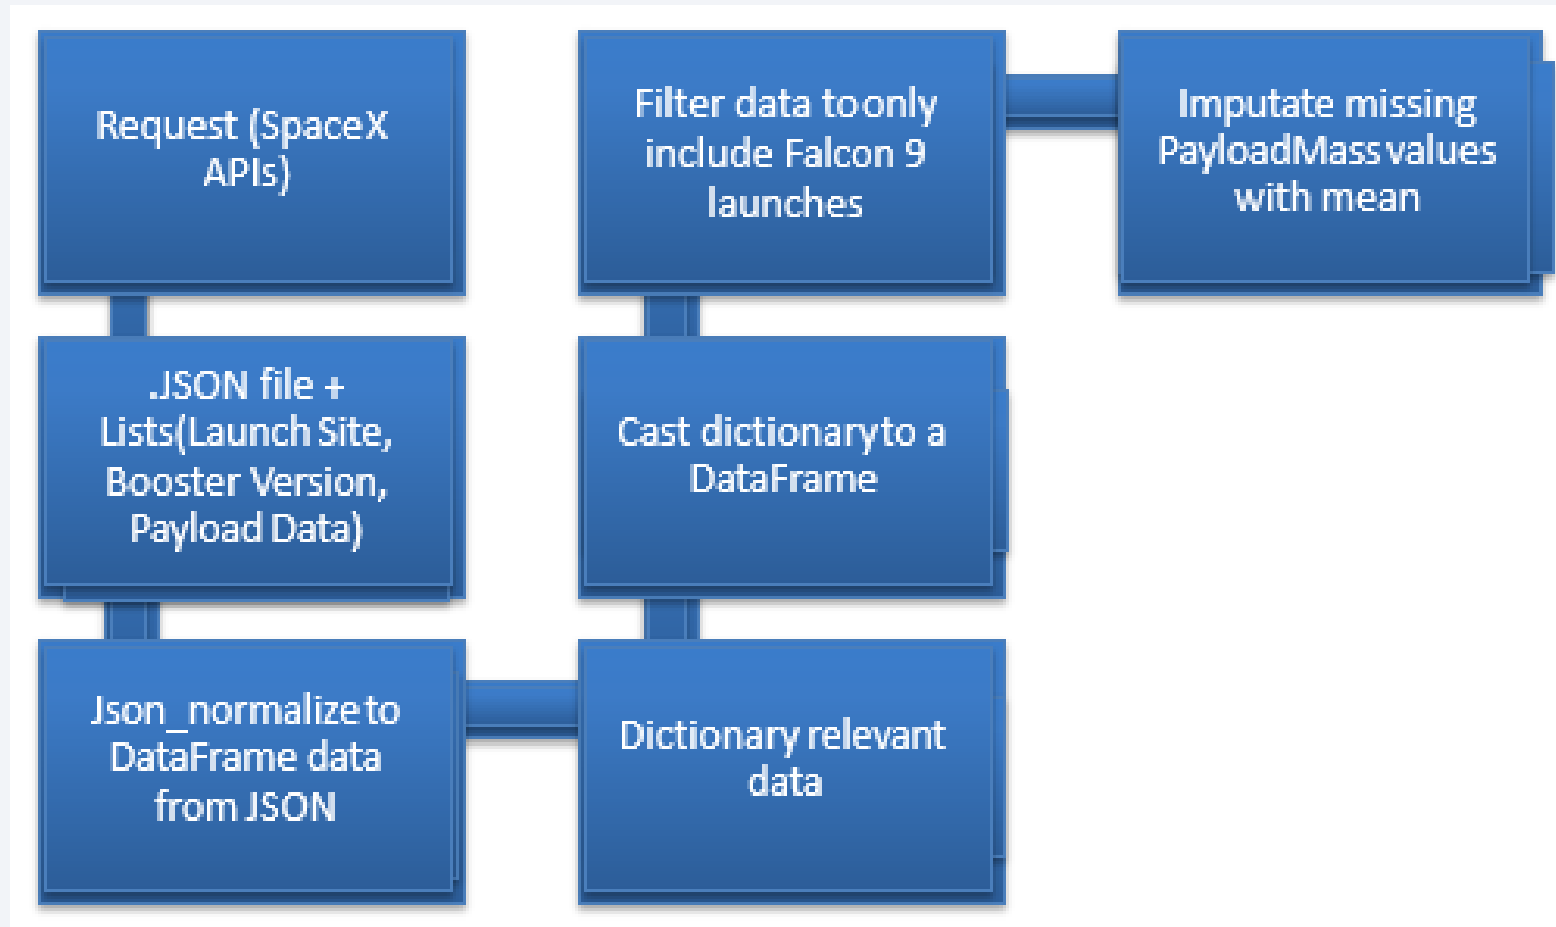 Request (SpaceX
APIs)
.JSON file +
Lists(Launch Site,
Booster Version,
Payload Data)
Json_normalize to
DataFrame data
from JSON
Dictionary relevant
data
Cast dictionary to a
DataFrame
Filter data to only
include Falcon 9
launches
Imputate missing
PayloadMass values
with mean